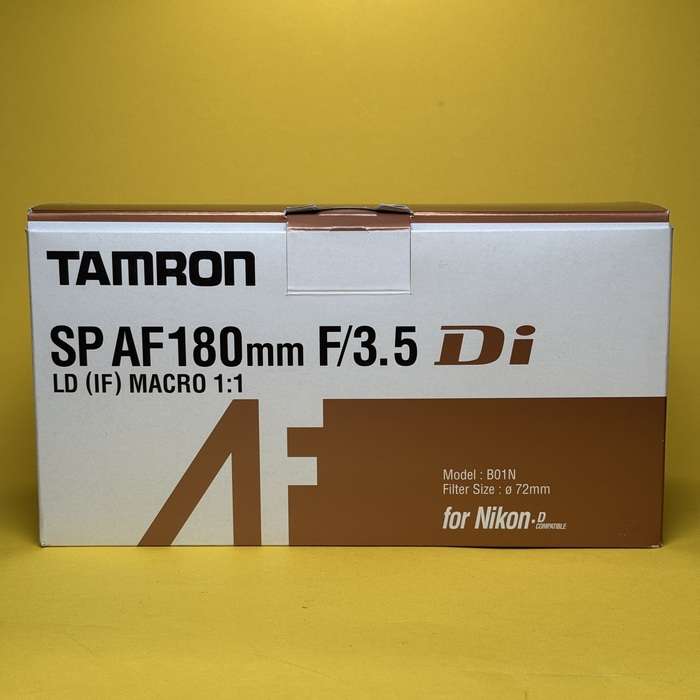 TAMRON
SP AF180mm F/3.5 Di
LD (IF) MACRO 1:1
AF
Model : B01N
Filter Size : ø 72mm
for Nikon-D COMPATIBLE